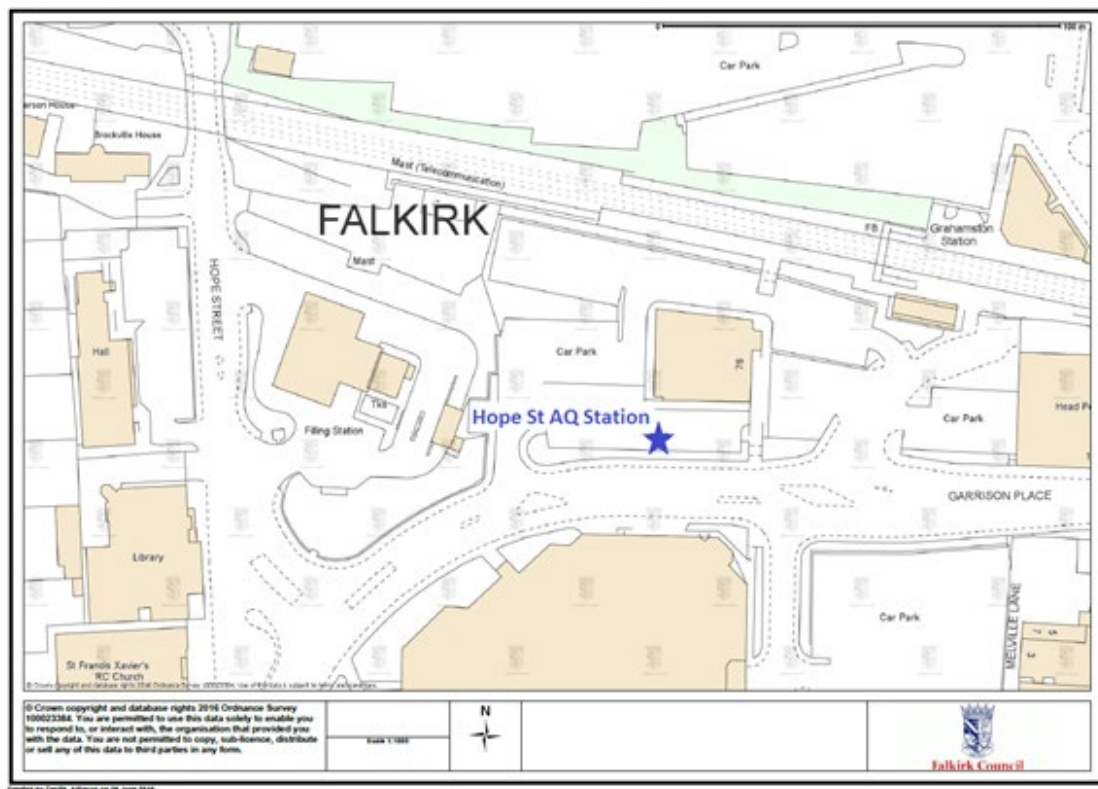 100 m
Car Park
Brockville House
Mast (Telecommunication)
FALKIRK
FB
Grahamston
Station
Mast
HOPE STREET
Hall
Car Park
78
Filling Station
Hope St AQ Station
Car Park
GARRISON PLACE
Library
Car Park
MELVILLE LANE
St Francis Xavier's
RC Church
7
5
3
© Crown copyright and database rights 2016 Ordnance Survey
100023384. You are permitted to use this data solely to enable you
to respond to, or interact with, the organisation that provided you
with the data. You are not permitted to copy, sub-licence, distribute
or sell any of this data to third parties in any form.
N
Falkirk Council